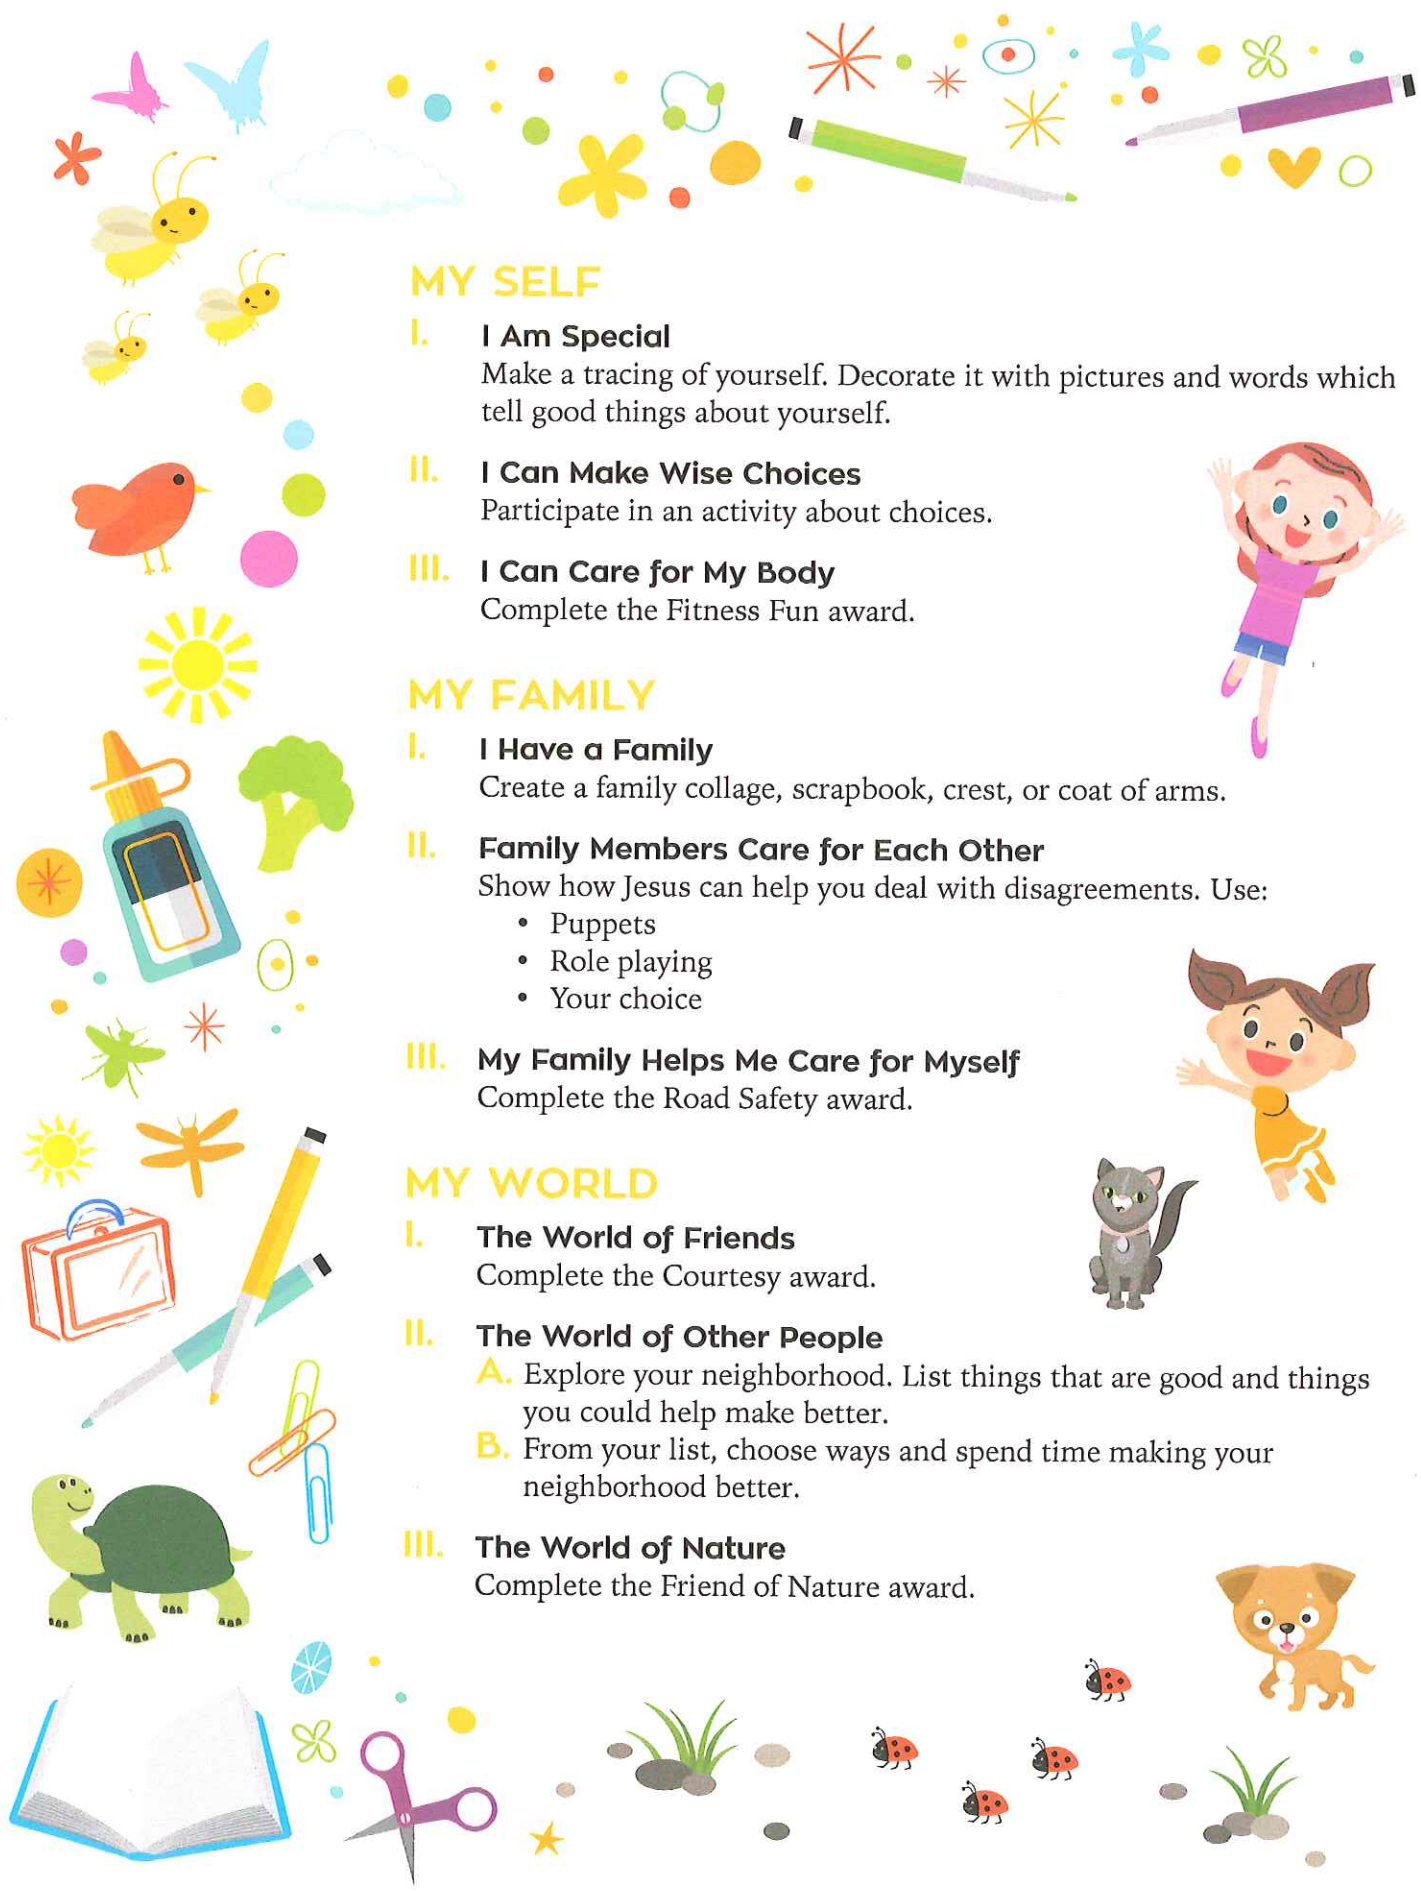 MY SELF
I. I Am Special
Make a tracing of yourself. Decorate it with pictures and words which
tell good things about yourself.
II. I Can Make Wise Choices
Participate in an activity about choices.
III. I Can Care for My Body
Complete the Fitness Fun award.
MY FAMILY
I. I Have a Family
Create a family collage, scrapbook, crest, or coat of arms.
II. Family Members Care for Each Other
Show how Jesus can help you deal with disagreements. Use:
• Puppets
• Role playing
• Your choice
III. My Family Helps Me Care for Myself
Complete the Road Safety award.
MY WORLD
I. The World of Friends
Complete the Courtesy award.
II. The World of Other People
A. Explore your neighborhood. List things that are good and things
you could help make better.
B. From your list, choose ways and spend time making your
neighborhood better.
III. The World of Nature
Complete the Friend of Nature award.